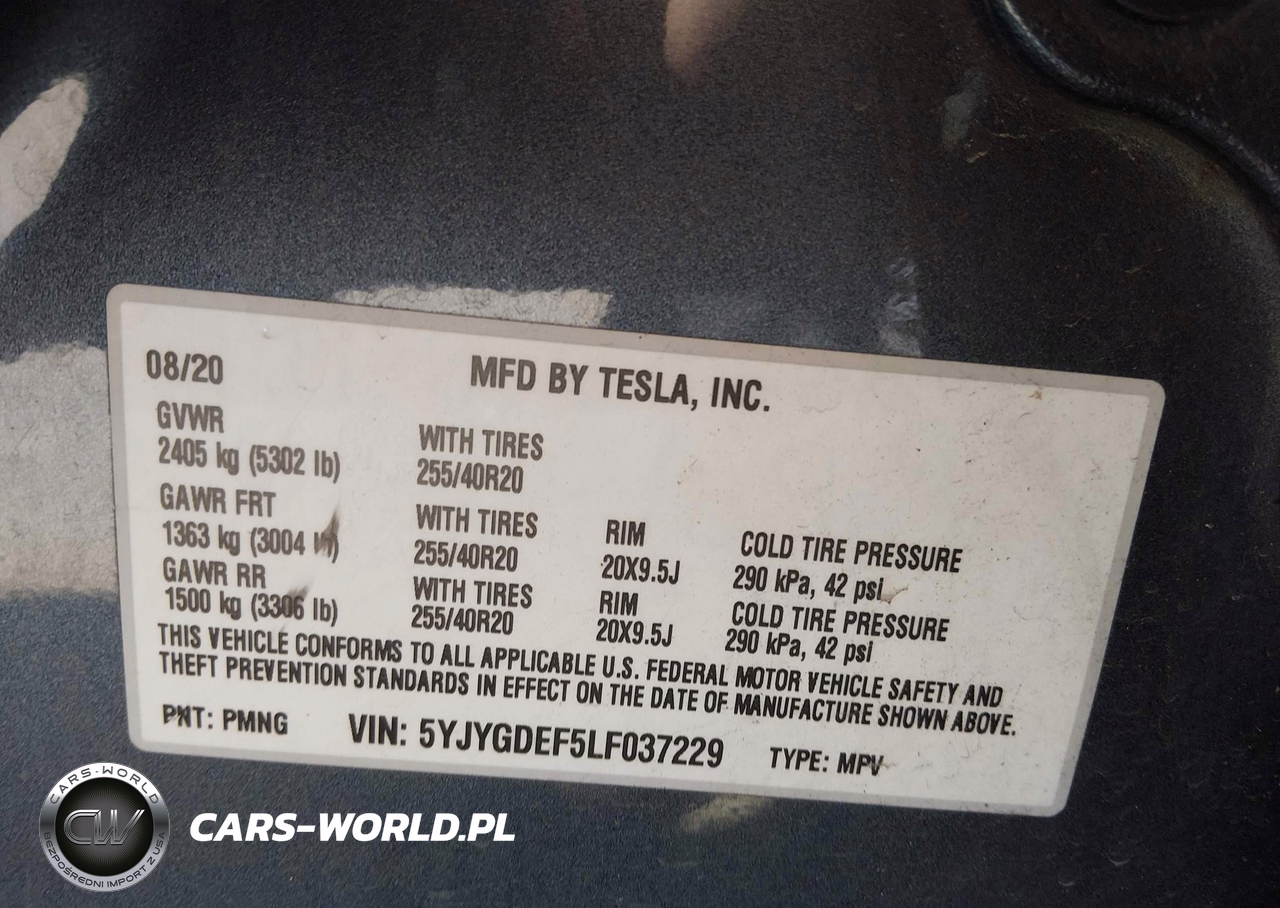 08/20 MFD BY TESLA, INC.
GVWR
2405 kg (5302 lb) WITH TIRES
255/40R20
GAWR FRT WITH TIRES RIM COLD TIRE PRESSURE
1363 kg (3004 lb) 255/40R20 20X9.5J 290 kPa, 42 psi
GAWR RR WITH TIRES RIM COLD TIRE PRESSURE
1500 kg (3306 lb) 255/40R20 20X9.5J 290 kPa, 42 psi
THIS VEHICLE CONFORMS TO ALL APPLICABLE U.S. FEDERAL MOTOR VEHICLE SAFETY AND
THEFT PREVENTION STANDARDS IN EFFECT ON THE DATE OF MANUFACTURE SHOWN ABOVE.
PNT: PMNG VIN: 5YJYGDEF5LF037229 TYPE: MPV
CARS-WORLD
CW
BEZPOŚREDNI IMPORT Z USA
CARS-WORLD.PL